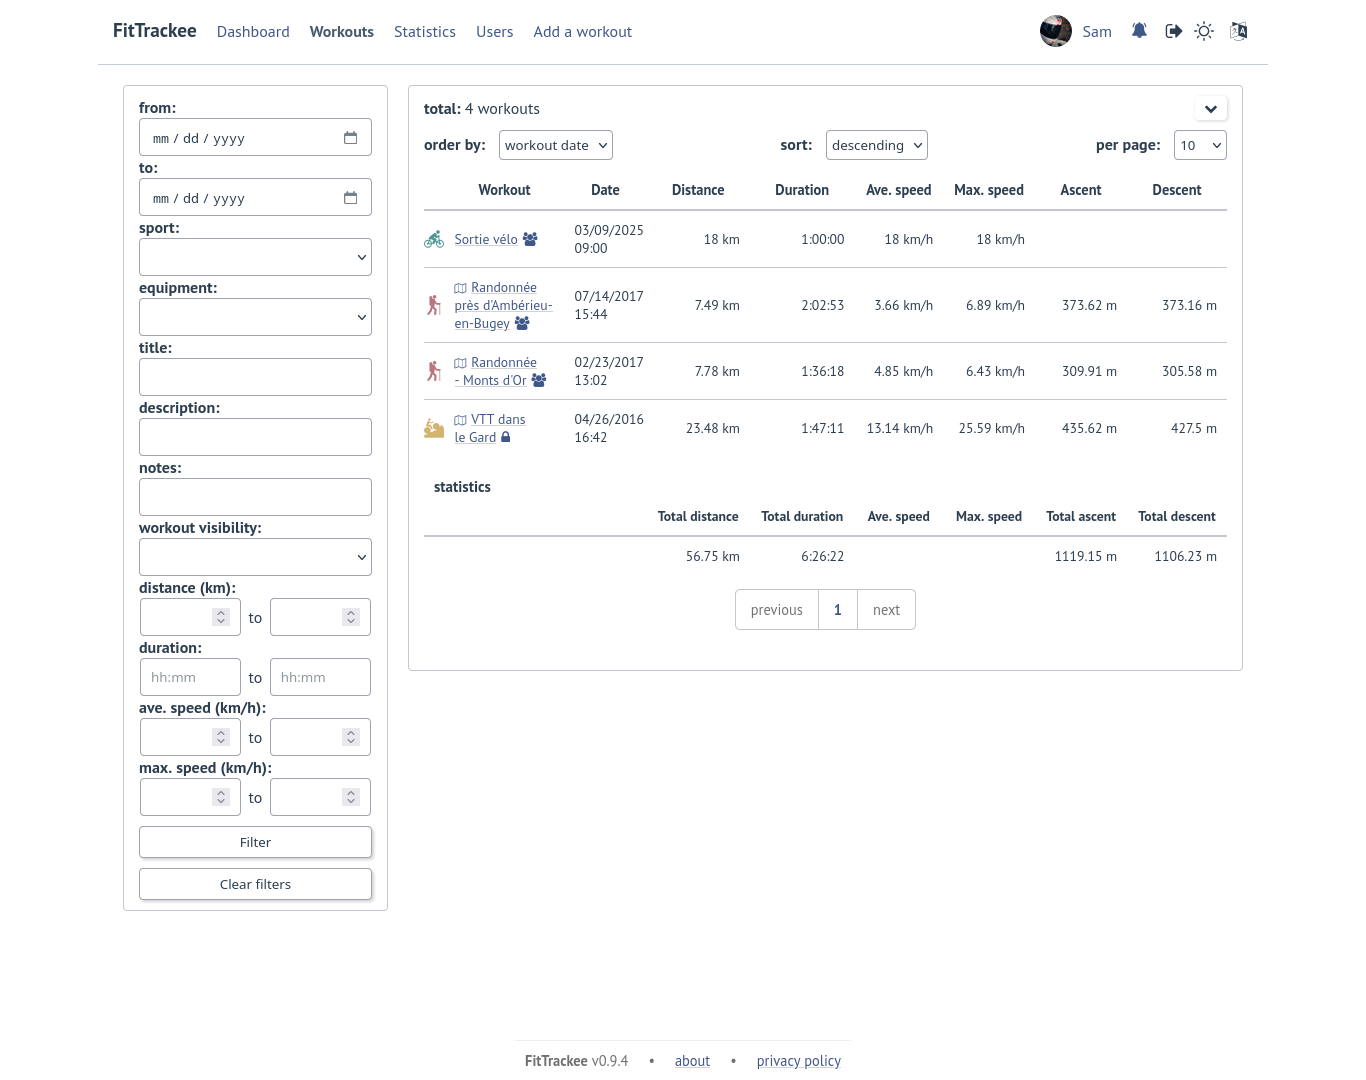 FitTrackee Dashboard Workouts Statistics Users Add a workout Sam
from:
mm / dd / yyyy
to:
mm / dd / yyyy
sport:
equipment:
title:
description:
notes:
workout visibility:
distance (km):
to
duration:
hh:mm to hh:mm
ave. speed (km/h):
to
max. speed (km/h):
to
Filter
Clear filters
total: 4 workouts
order by: workout date sort: descending per page: 10
Workout Date Distance Duration Ave. speed Max. speed Ascent Descent
Sortie vélo 03/09/2025 09:00 18 km 1:00:00 18 km/h 18 km/h
Randonnée près d'Ambérieu-en-Bugey 07/14/2017 15:44 7.49 km 2:02:53 3.66 km/h 6.89 km/h 373.62 m 373.16 m
Randonnée - Monts d'Or 02/23/2017 13:02 7.78 km 1:36:18 4.85 km/h 6.43 km/h 309.91 m 305.58 m
VTT dans le Gard 04/26/2016 16:42 23.48 km 1:47:11 13.14 km/h 25.59 km/h 435.62 m 427.5 m
statistics
Total distance Total duration Ave. speed Max. speed Total ascent Total descent
56.75 km 6:26:22 1119.15 m 1106.23 m
previous 1 next
FitTrackee v0.9.4 • about • privacy policy